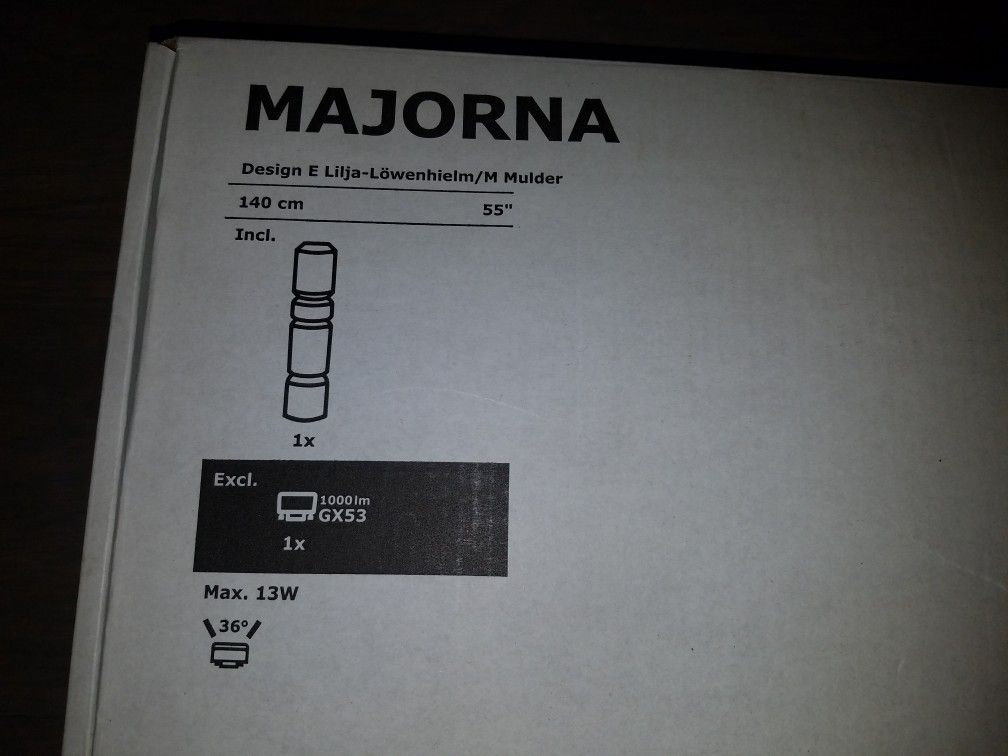 MAJORNA
Design E Lilja-Löwenhielm/M Mulder
140 cm 55"
Incl.
1x
Excl.
1000lm
GX53
1x
Max. 13W
36°